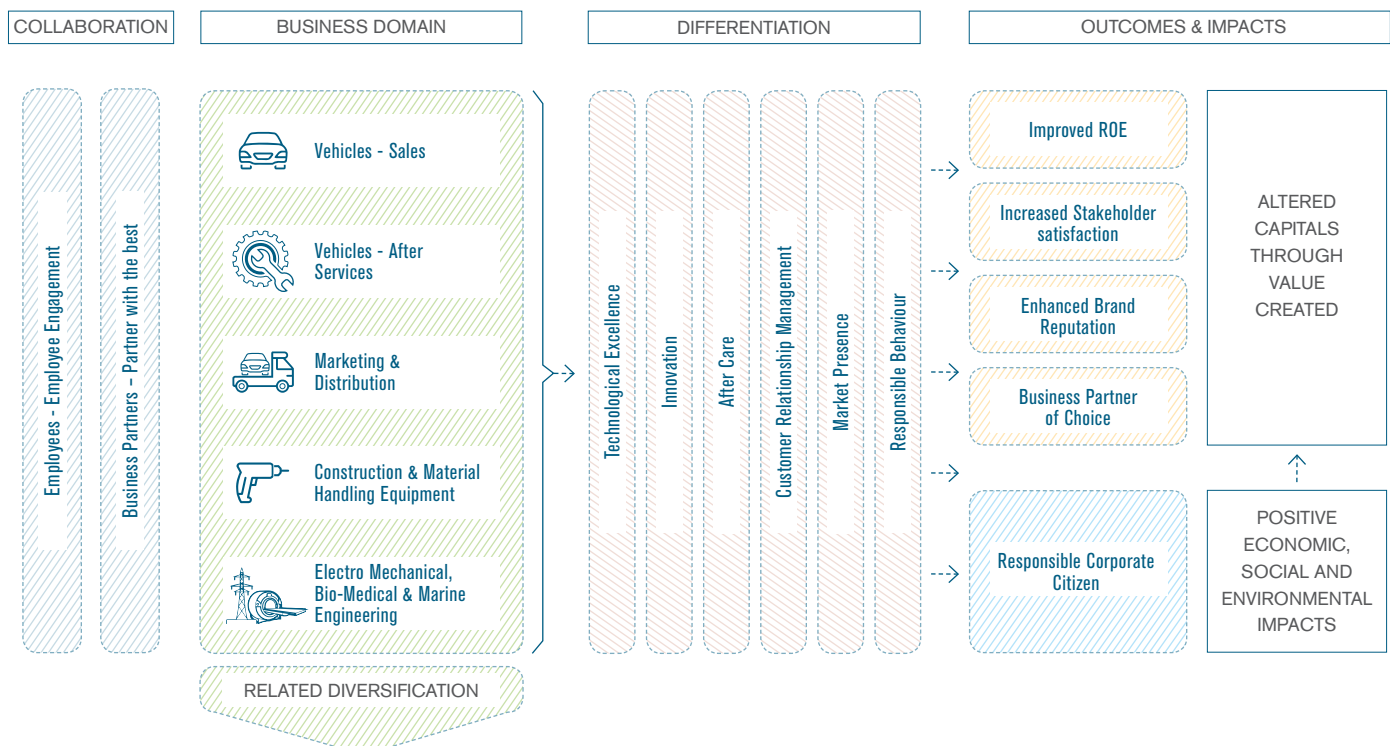 COLLABORATION
BUSINESS DOMAIN
DIFFERENTIATION
OUTCOMES & IMPACTS
Employees - Employee Engagement
Business Partners – Partner with the best
Vehicles - Sales
Vehicles - After
Services
Marketing &
Distribution
Construction & Material
Handling Equipment
Electro Mechanical,
Bio-Medical & Marine
Engineering
RELATED DIVERSIFICATION
Technological Excellence
Innovation
After Care
Customer Relationship Management
Market Presence
Responsible Behaviour
Improved ROE
Increased Stakeholder
satisfaction
Enhanced Brand
Reputation
Business Partner
of Choice
Responsible Corporate
Citizen
ALTERED
CAPITALS
THROUGH
VALUE
CREATED
POSITIVE
ECONOMIC,
SOCIAL AND
ENVIRONMENTAL
IMPACTS